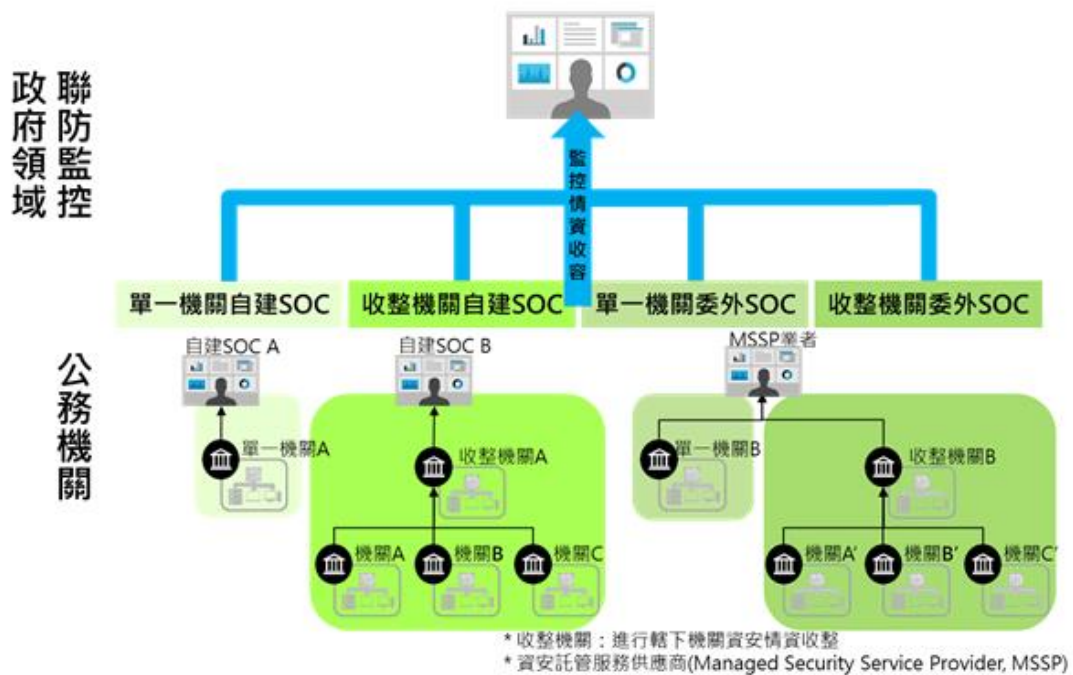 聯防監控
政府領域
監控情資收容
單一機關自建SOC
收整機關自建SOC
單一機關委外SOC
收整機關委外SOC
公務機關
自建SOC A
自建SOC B
MSSP業者
單一機關A
收整機關A
單一機關B
收整機關B
機關A
機關B
機關C
機關A'
機關B'
機關C'
* 收整機關：進行轄下機關資安情資收整
* 資安託管服務供應商(Managed Security Service Provider, MSSP)